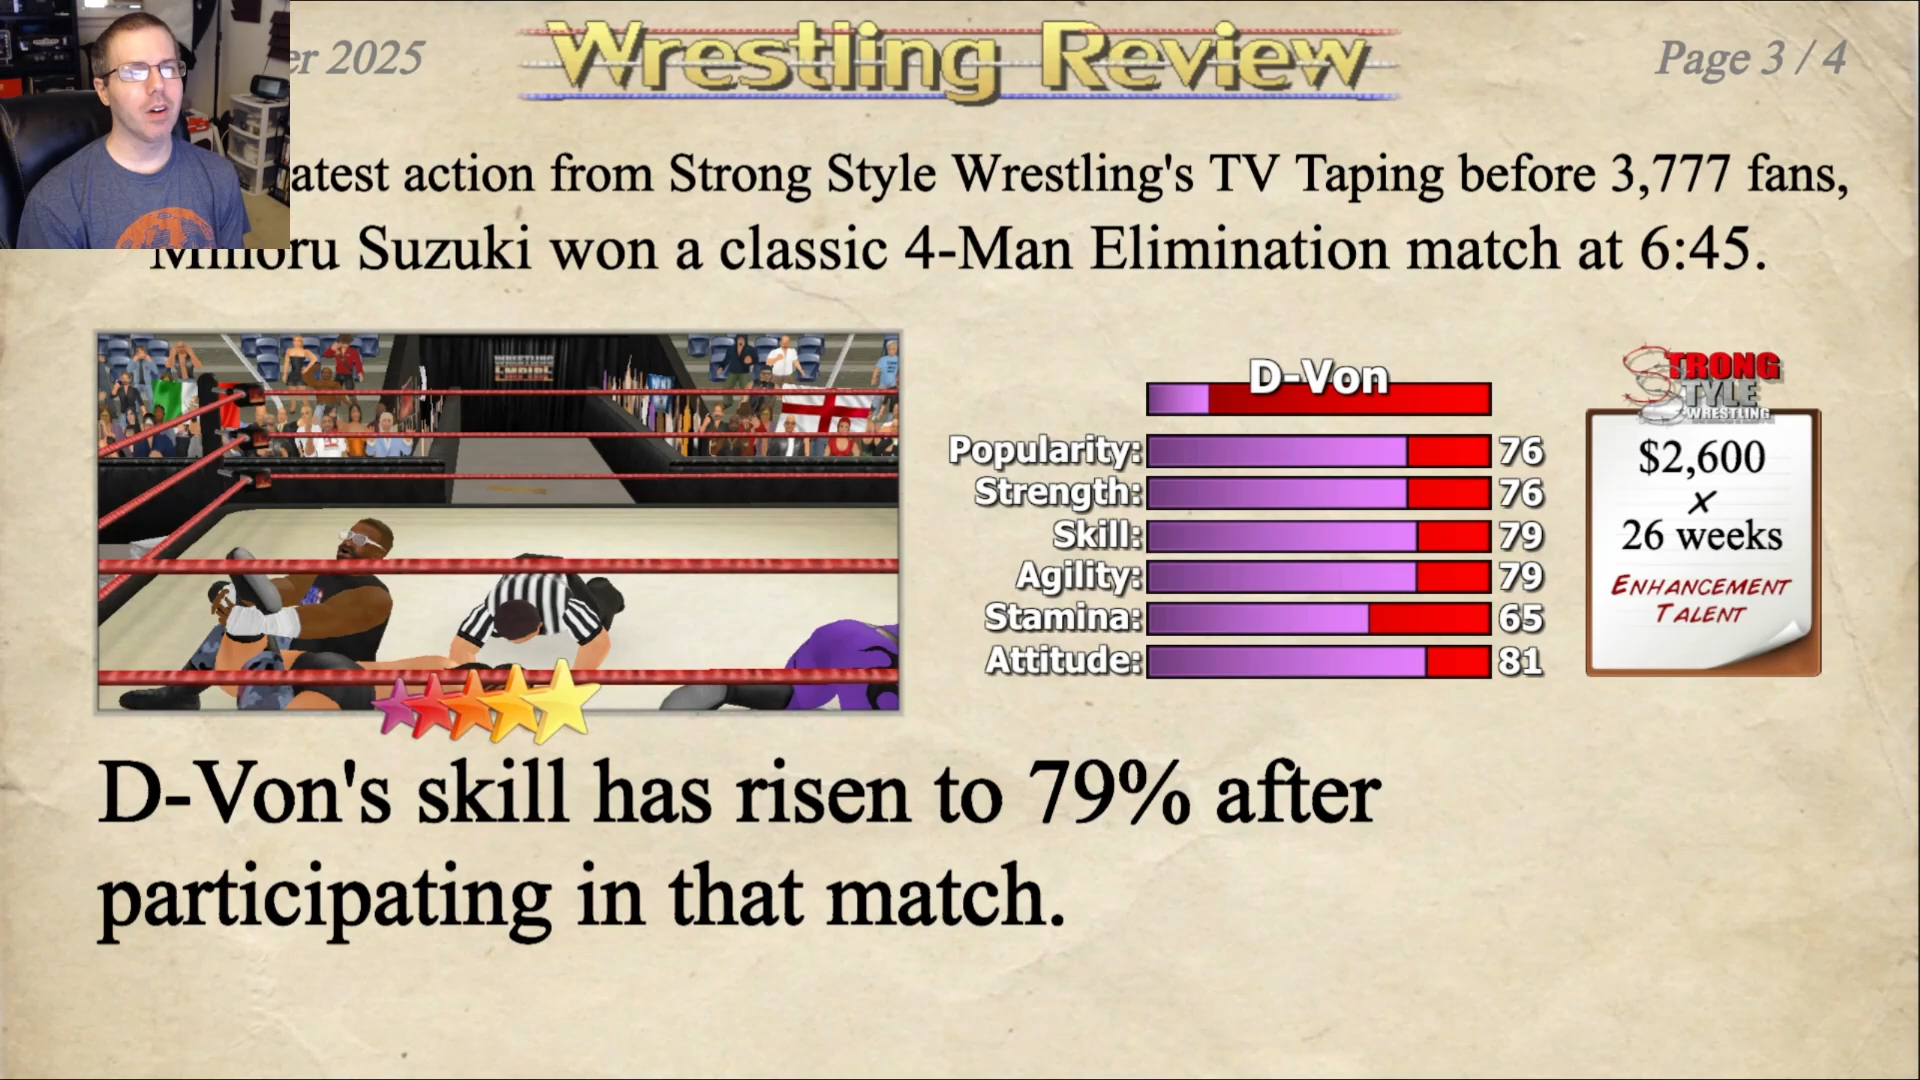 er 2025
Wrestling Review
Page 3 / 4
atest action from Strong Style Wrestling's TV Taping before 3,777 fans,
Minoru Suzuki won a classic 4-Man Elimination match at 6:45.
WRESTLING
EMPIRE
D-Von
Popularity: 76
Strength: 76
Skill: 79
Agility: 79
Stamina: 65
Attitude: 81
STRONG
STYLE
WRESTLING
$2,600
x
26 weeks
ENHANCEMENT
TALENT
D-Von's skill has risen to 79% after
participating in that match.